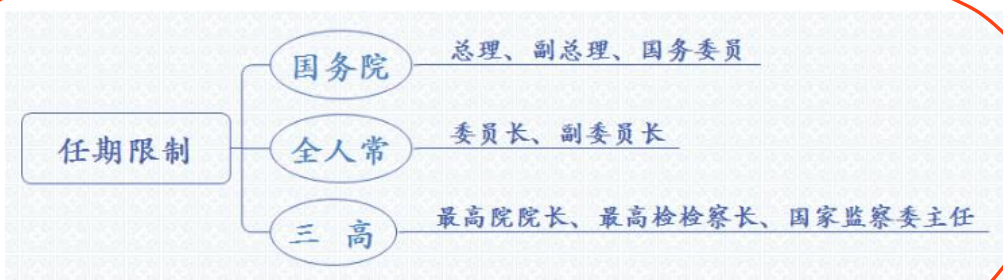 国务院
总理、副总理、国务委员
任期限制
全人常
委员长、副委员长
三 高
最高院院长、最高检检察长、国家监察委主任